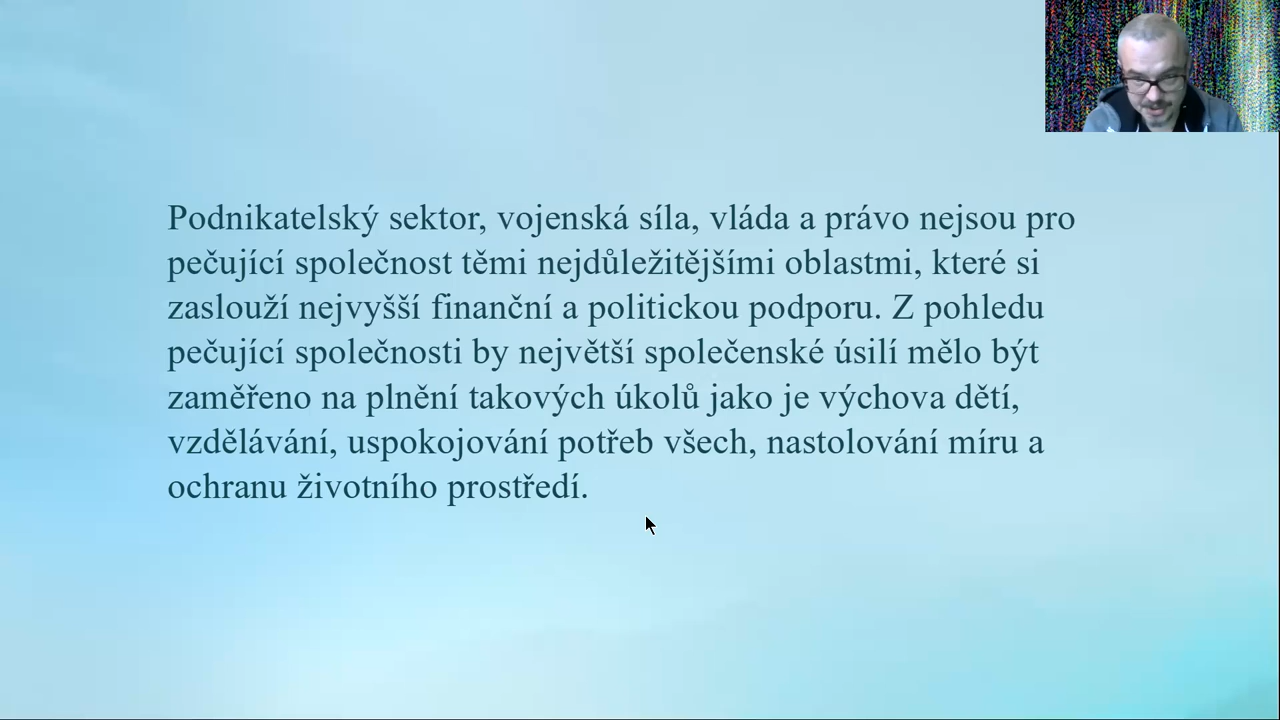 Podnikatelský sektor, vojenská síla, vláda a právo nejsou pro
pečující společnost těmi nejdůležitějšími oblastmi, které si
zaslouží nejvyšší finanční a politickou podporu. Z pohledu
pečující společnosti by největší společenské úsilí mělo být
zaměřeno na plnění takových úkolů jako je výchova dětí,
vzdělávání, uspokojování potřeb všech, nastolování míru a
ochranu životního prostředí.